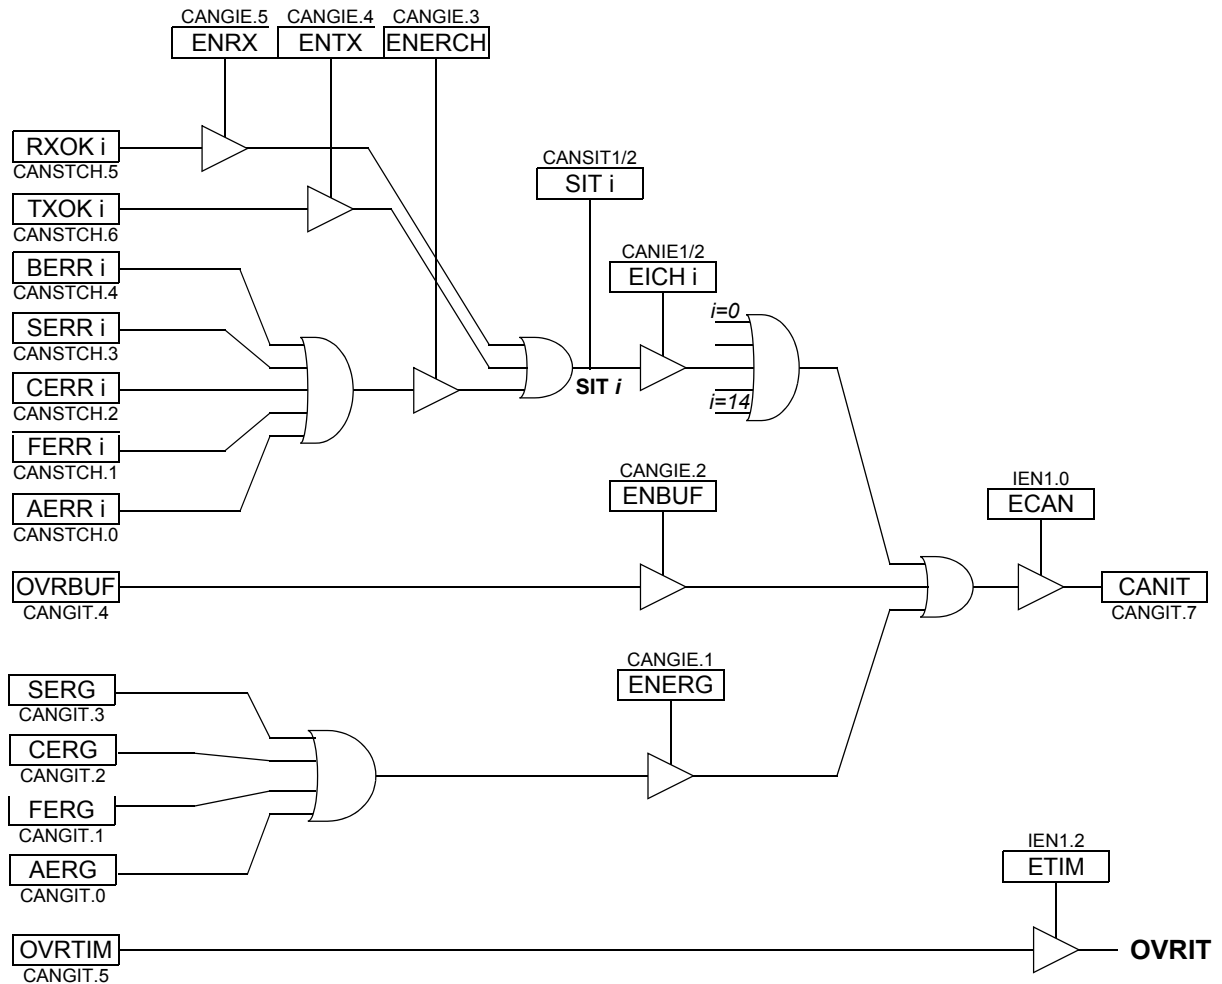 CANGIE.5 CANGIE.4 CANGIE.3
ENRX ENTX ENERCH
RXOK i
CANSTCH.5
TXOK i
CANSTCH.6
BERR i
CANSTCH.4
SERR i
CANSTCH.3
CERR i
CANSTCH.2
FERR i
CANSTCH.1
AERR i
CANSTCH.0
CANSIT1/2
SIT i
SIT i
CANIE1/2
EICH i
i=0
i=14
CANGIE.2
ENBUF
OVRBUF
CANGIT.4
IEN1.0
ECAN
CANIT
CANGIT.7
CANGIE.1
ENERG
SERG
CANGIT.3
CERG
CANGIT.2
FERG
CANGIT.1
AERG
CANGIT.0
IEN1.2
ETIM
OVRTIM
CANGIT.5
OVRIT